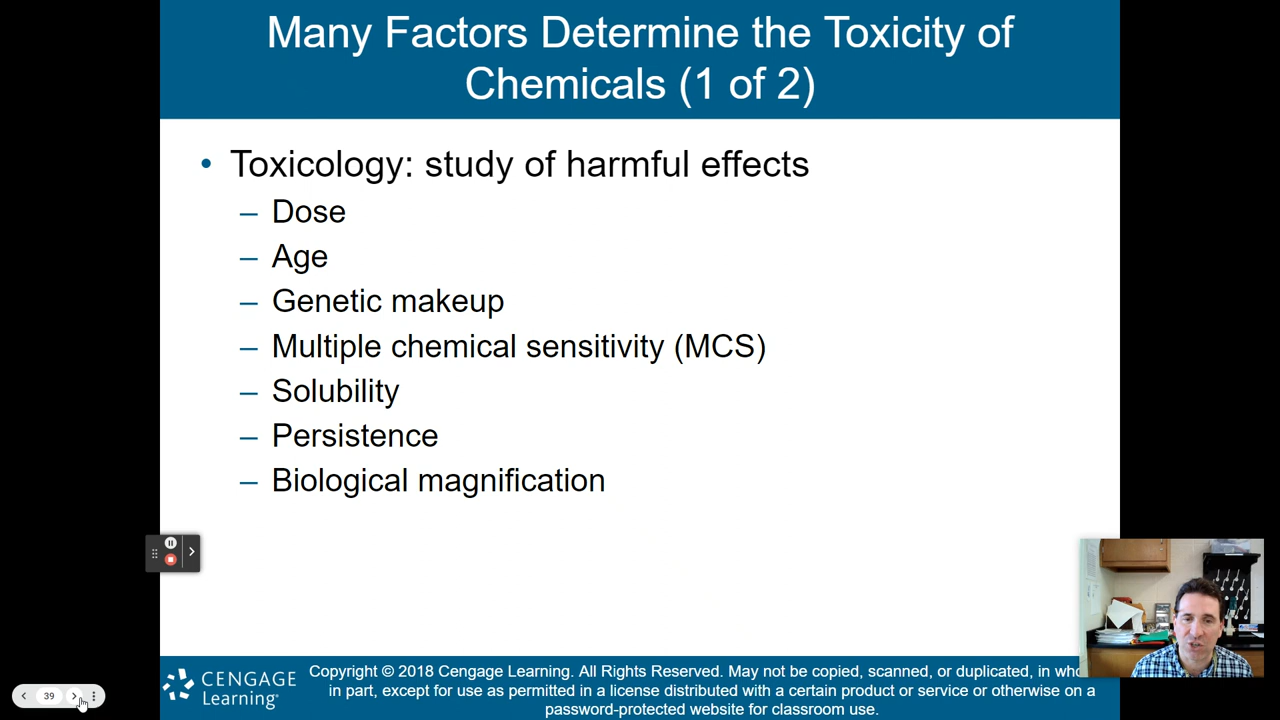 Many Factors Determine the Toxicity of
Chemicals (1 of 2)
• Toxicology: study of harmful effects
– Dose
– Age
– Genetic makeup
– Multiple chemical sensitivity (MCS)
– Solubility
– Persistence
– Biological magnification
CENGAGE
Learning®
Copyright © 2018 Cengage Learning. All Rights Reserved. May not be copied, scanned, or duplicated, in
in part, except for use as permitted in a license distributed with a certain product or service or otherwise on a
password-protected website for classroom use.
39